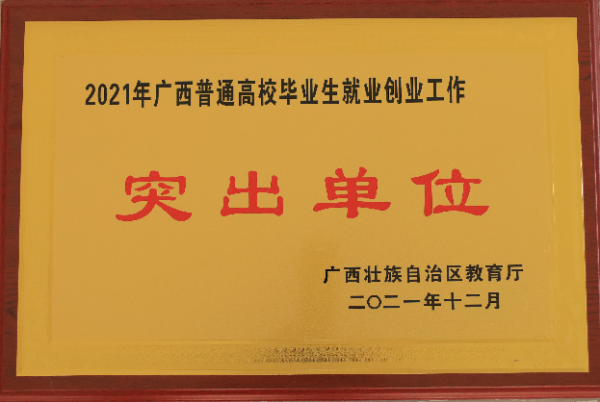 2021年广西普通高校毕业生就业创业工作
突出单位
广西壮族自治区教育厅
二〇二一年十二月